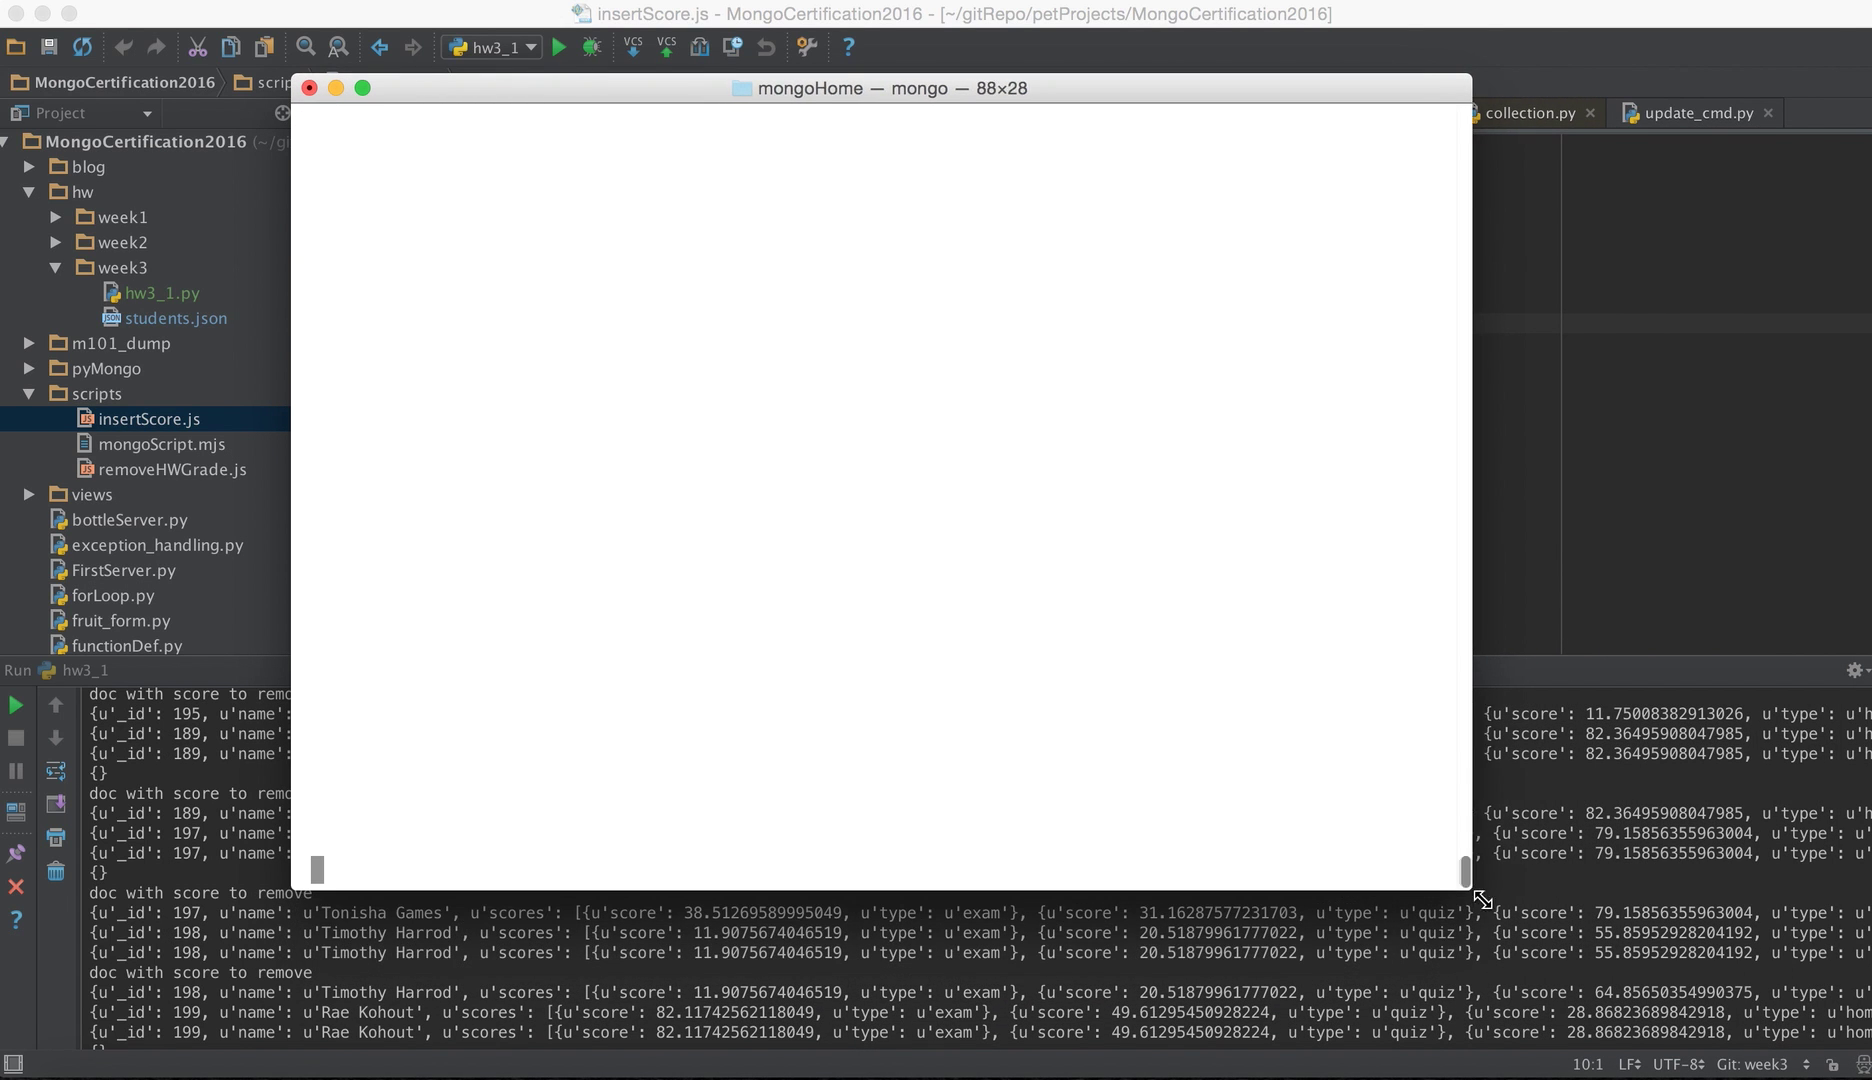 insertScore.js - MongoCertification2016 - [~/gitRepo/petProjects/MongoCertification2016]
hw3_1
VCS VCS
?
MongoCertification2016
mongoHome — mongo — 88×28
Project
collection.py
update_cmd.py
MongoCertification2016 (~/gi
blog
hw
week1
week2
week3
hw3_1.py
students.json
m101_dump
pyMongo
scripts
insertScore.js
mongoScript.mjs
removeHWGrade.js
views
bottleServer.py
exception_handling.py
FirstServer.py
forLoop.py
fruit_form.py
functionDef.py
Run hw3_1
doc with score to remo
{u'_id': 195, u'name': {u'score': 11.75008382913026, u'type': u'h
{u'_id': 189, u'name': {u'score': 82.36495908047985, u'type': u'h
{u'_id': 189, u'name': {u'score': 82.36495908047985, u'type': u'h
{}
doc with score to remo
{u'_id': 189, u'name': {u'score': 82.36495908047985, u'type': u'h
{u'_id': 197, u'name': , {u'score': 79.15856355963004, u'type': u'
{u'_id': 197, u'name': , {u'score': 79.15856355963004, u'type': u'
{}
doc with score to remove
{u'_id': 197, u'name': u'Tonisha Games', u'scores': [{u'score': 38.51269589995049, u'type': u'exam'}, {u'score': 31.16287577231703, u'type': u'quiz'}, {u'score': 79.15856355963004, u'type': u'
{u'_id': 198, u'name': u'Timothy Harrod', u'scores': [{u'score': 11.9075674046519, u'type': u'exam'}, {u'score': 20.51879961777022, u'type': u'quiz'}, {u'score': 55.85952928204192, u'type': u'
{u'_id': 198, u'name': u'Timothy Harrod', u'scores': [{u'score': 11.9075674046519, u'type': u'exam'}, {u'score': 20.51879961777022, u'type': u'quiz'}, {u'score': 55.85952928204192, u'type': u'
doc with score to remove
{u'_id': 198, u'name': u'Timothy Harrod', u'scores': [{u'score': 11.9075674046519, u'type': u'exam'}, {u'score': 20.51879961777022, u'type': u'quiz'}, {u'score': 64.85650354990375, u'type': u'
{u'_id': 199, u'name': u'Rae Kohout', u'scores': [{u'score': 82.11742562118049, u'type': u'exam'}, {u'score': 49.61295450928224, u'type': u'quiz'}, {u'score': 28.86823689842918, u'type': u'hom
{u'_id': 199, u'name': u'Rae Kohout', u'scores': [{u'score': 82.11742562118049, u'type': u'exam'}, {u'score': 49.61295450928224, u'type': u'quiz'}, {u'score': 28.86823689842918, u'type': u'hom
?
10:1 LF UTF-8 Git: week3